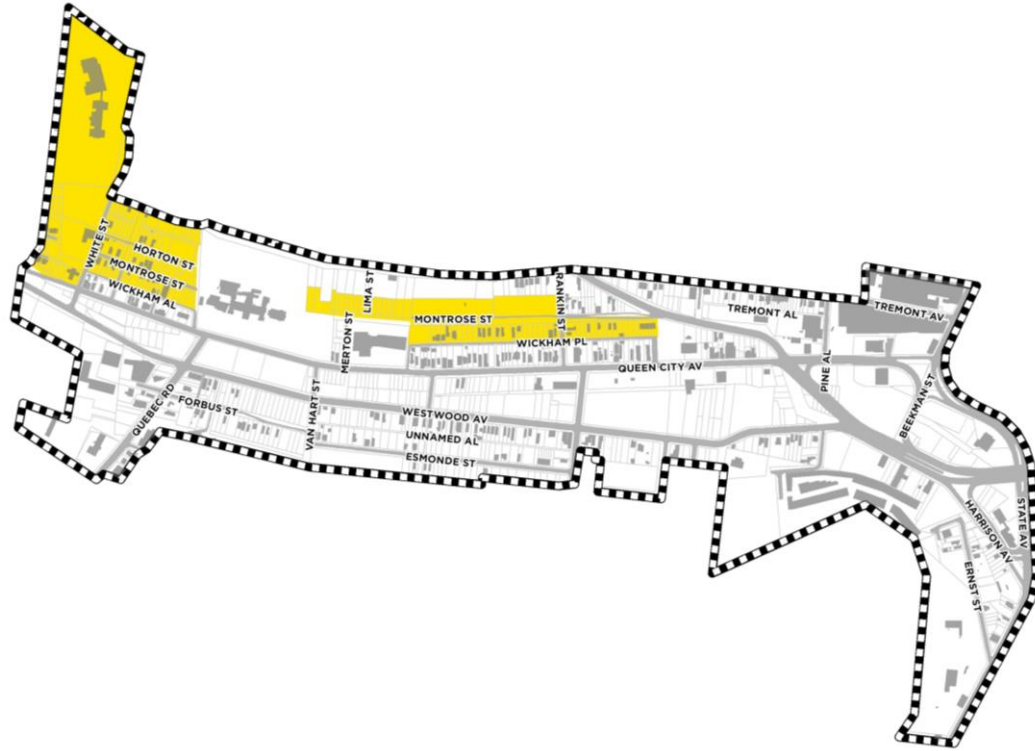 WHITE ST
HORTON ST
MONTROSE ST
WICKHAM AL
LIMA ST
MERTON ST
MONTROSE ST
RANKIN ST
WICKHAM PL
TREMONT AL
TREMONT AV
QUEEN CITY AV
PINE AL
BEEKMAN ST
QUEBEC RD
FORBUS ST
VAN HART ST
WESTWOOD AV
UNNAMED AL
ESMONDE ST
HARRISON AV
STATE AV
ERNST ST